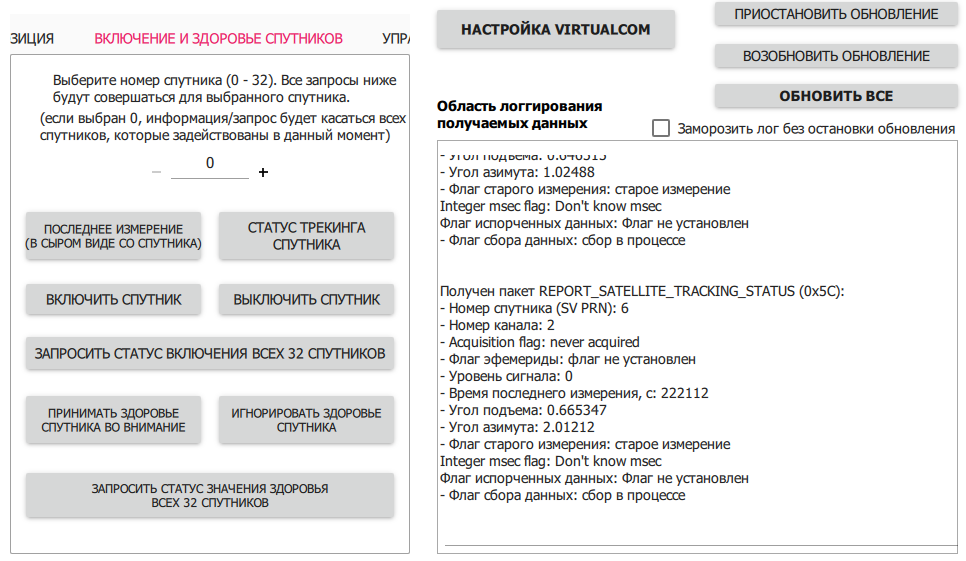 ЗИЦИЯ
ВКЛЮЧЕНИЕ И ЗДОРОВЬЕ СПУТНИКОВ
УПРА
Выберите номер спутника (0 - 32). Все запросы ниже
будут совершаться для выбранного спутника.
(если выбран 0, информация/запрос будет касаться всех
спутников, которые задействованы в данный момент)
— 0 +
ПОСЛЕДНЕЕ ИЗМЕРЕНИЕ
(В СЫРОМ ВИДЕ СО СПУТНИКА)
СТАТУС ТРЕКИНГА
СПУТНИКА
ВКЛЮЧИТЬ СПУТНИК
ВЫКЛЮЧИТЬ СПУТНИК
ЗАПРОСИТЬ СТАТУС ВКЛЮЧЕНИЯ ВСЕХ 32 СПУТНИКОВ
ПРИНИМАТЬ ЗДОРОВЬЕ
СПУТНИКА ВО ВНИМАНИЕ
ИГНОРИРОВАТЬ ЗДОРОВЬЕ
СПУТНИКА
ЗАПРОСИТЬ СТАТУС ЗНАЧЕНИЯ ЗДОРОВЬЯ
ВСЕХ 32 СПУТНИКОВ
НАСТРОЙКА VIRTUALCOM
ПРИОСТАНОВИТЬ ОБНОВЛЕНИЕ
ВОЗОБНОВИТЬ ОБНОВЛЕНИЕ
ОБНОВИТЬ ВСЕ
Область логгирования
получаемых данных
Заморозить лог без остановки обновления
- Угол подъема: 0.646315
- Угол азимута: 1.02488
- Флаг старого измерения: старое измерение
Integer msec flag: Don't know msec
Флаг испорченных данных: Флаг не установлен
- Флаг сбора данных: сбор в процессе
Получен пакет REPORT_SATELLITE_TRACKING_STATUS (0x5C):
- Номер спутника (SV PRN): 6
- Номер канала: 2
- Acquisition flag: never acquired
- Флаг эфемериды: флаг не установлен
- Уровень сигнала: 0
- Время последнего измерения, с: 222112
- Угол подъема: 0.665347
- Угол азимута: 2.01212
- Флаг старого измерения: старое измерение
Integer msec flag: Don't know msec
Флаг испорченных данных: Флаг не установлен
- Флаг сбора данных: сбор в процессе